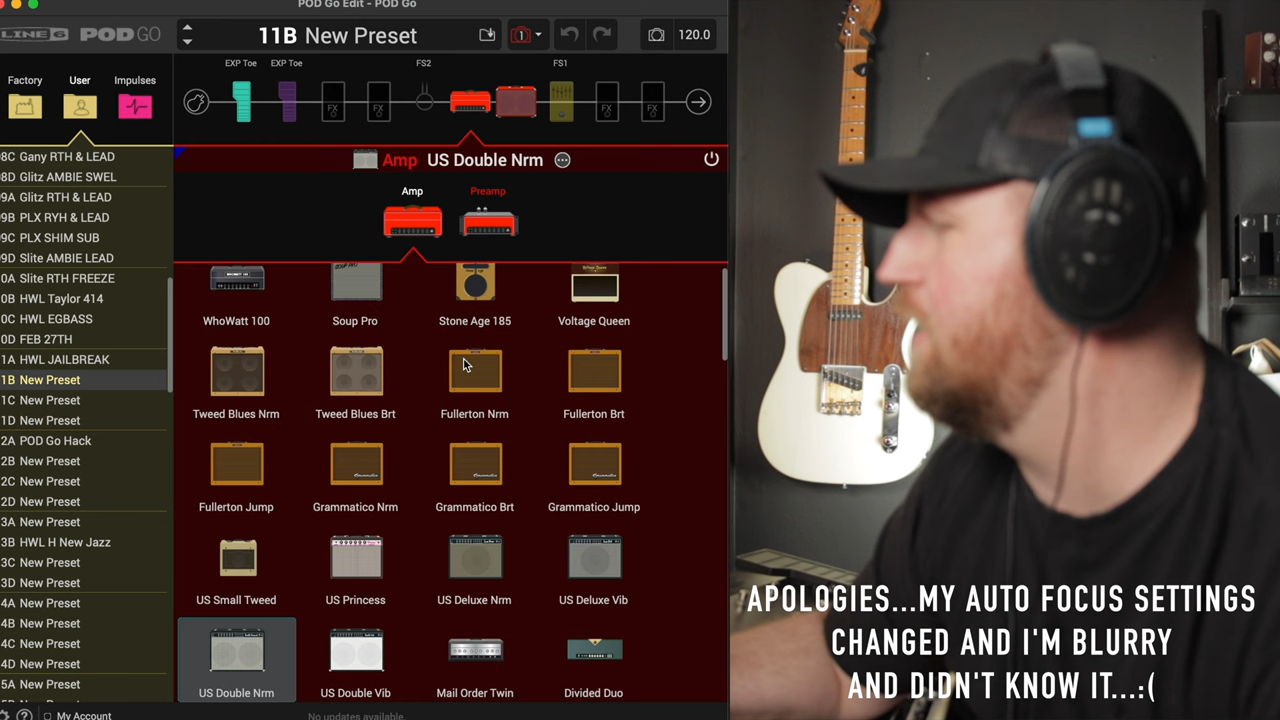 POD Go Edit - POD Go
LINE 6 POD GO
11B New Preset
1
120.0
Factory
User
Impulses
EXP Toe
EXP Toe
FS2
FS1
FX
FX
FX
FX
Amp US Double Nrm
Amp
Preamp
8C Gany RTH & LEAD
8D Glitz AMBIE SWEL
9A Glitz RTH & LEAD
9B PLX RYH & LEAD
9C PLX SHIM SUB
9D Slite AMBIE LEAD
0A Slite RTH FREEZE
0B HWL Taylor 414
0C HWL EGBASS
0D FEB 27TH
1A HWL JAILBREAK
1B New Preset
1C New Preset
1D New Preset
2A POD Go Hack
2B New Preset
2C New Preset
2D New Preset
3A New Preset
3B HWL H New Jazz
3C New Preset
3D New Preset
4A New Preset
4B New Preset
4C New Preset
4D New Preset
5A New Preset
WhoWatt 100
Soup Pro
Stone Age 185
Voltage Queen
Tweed Blues Nrm
Tweed Blues Brt
Fullerton Nrm
Fullerton Brt
Fullerton Jump
Grammatico Nrm
Grammatico Brt
Grammatico Jump
US Small Tweed
US Princess
US Deluxe Nrm
US Deluxe Vib
US Double Nrm
US Double Vib
Mail Order Twin
Divided Duo
My Account
No updates available
APOLOGIES...MY AUTO FOCUS SETTINGS
CHANGED AND I'M BLURRY
AND DIDN'T KNOW IT...:(